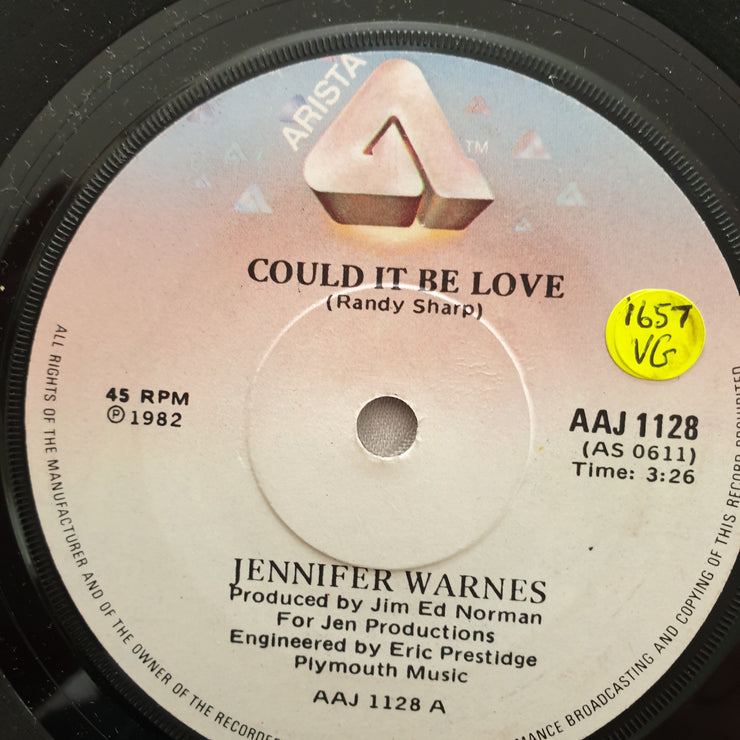 ARISTA
TM
COULD IT BE LOVE
(Randy Sharp)
1657
VG
45 RPM
Ⓟ 1982
AAJ 1128
(AS 0611)
Time: 3:26
JENNIFER WARNES
Produced by Jim Ed Norman
For Jen Productions
Engineered by Eric Prestidge
Plymouth Music
AAJ 1128 A
ALL RIGHTS OF THE MANUFACTURER AND OF THE OWNER OF THE
BROADCASTING AND COPYING OF THIS RECORD PROHIBITED